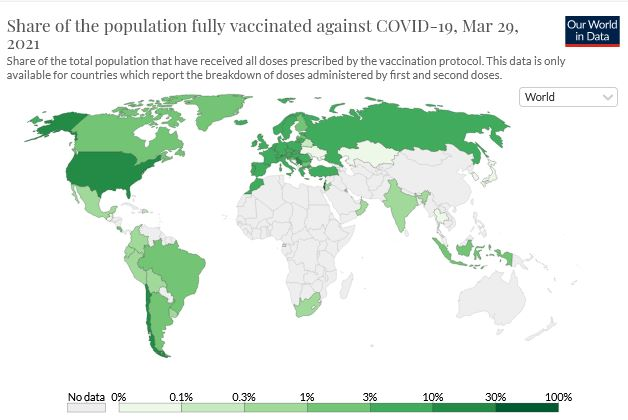 Share of the population fully vaccinated against COVID-19, Mar 29,
2021
Our World
in Data
Share of the total population that have received all doses prescribed by the vaccination protocol. This data is only
available for countries which report the breakdown of doses administered by first and second doses.
World
No data 0% 0.1% 0.3% 1% 3% 10% 30% 100%